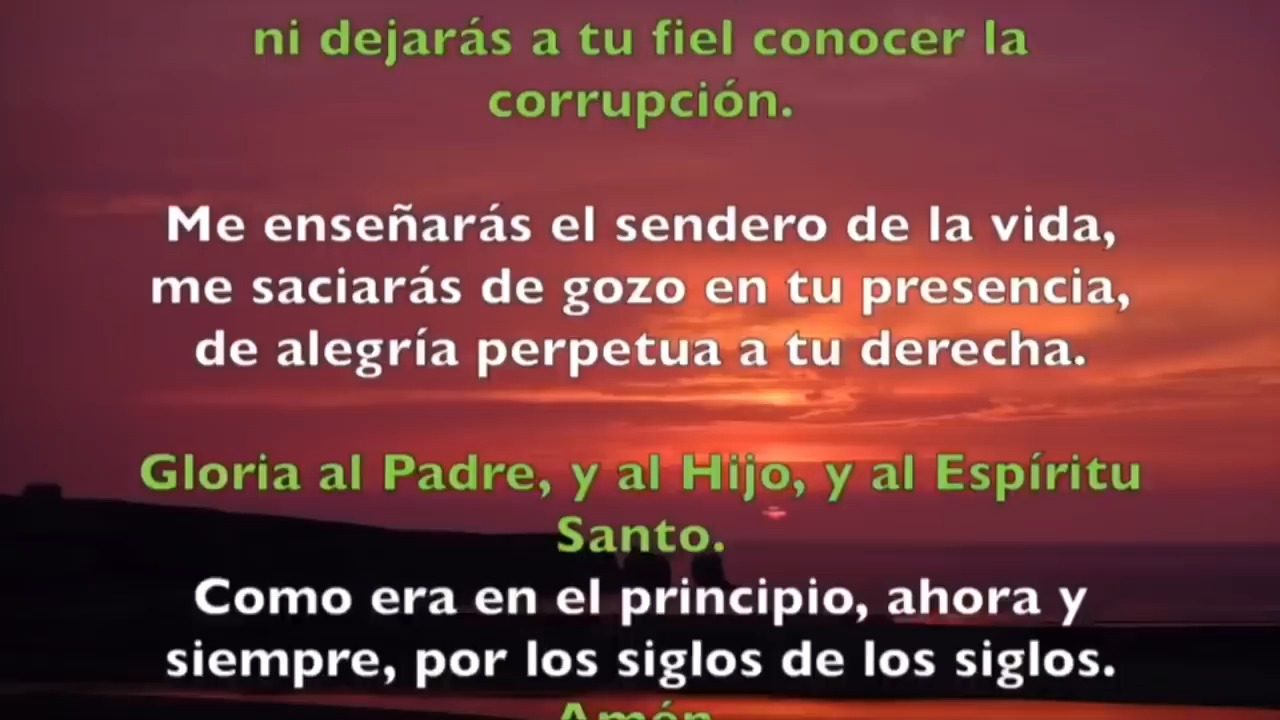 ni dejarás a tu fiel conocer la
corrupción.
Me enseñarás el sendero de la vida,
me saciarás de gozo en tu presencia,
de alegría perpetua a tu derecha.
Gloria al Padre, y al Hijo, y al Espíritu
Santo.
Como era en el principio, ahora y
siempre, por los siglos de los siglos.
Amén